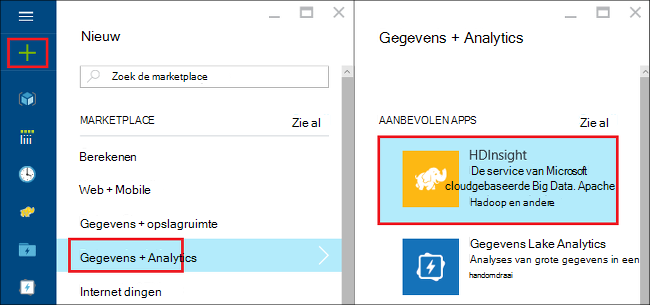 Nieuw
Zoek de marketplace
MARKETPLACE
Zie al
Berekenen
Web + Mobile
Gegevens + opslagruimte
Gegevens + Analytics
Internet dingen
Gegevens + Analytics
AANBEVOLEN APPS
Zie al
HDInsight
De service van Microsoft
cloudgebaseerde Big Data. Apache
Hadoop en andere
Gegevens Lake Analytics
Analyses van grote gegevens in een
handomdraai